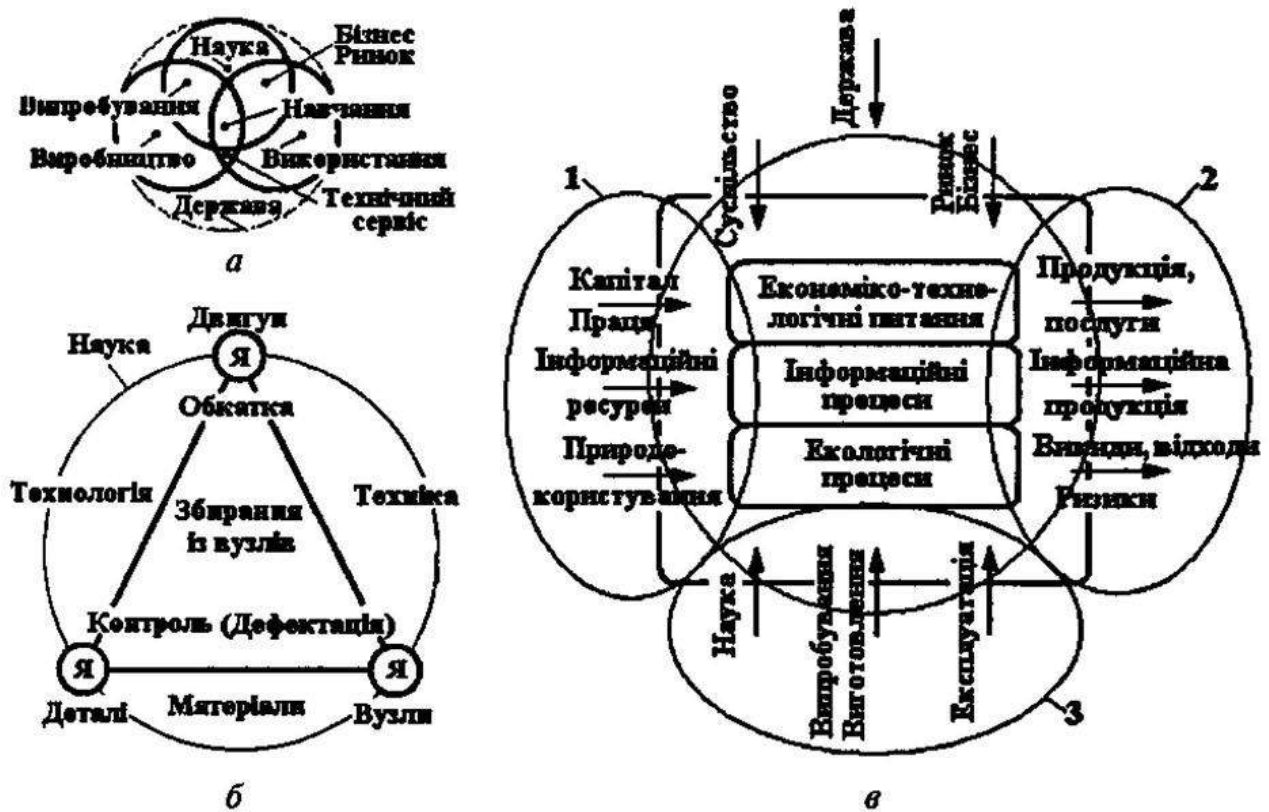 Наука
Бізнес
Ринок
Випробування
Навчання
Виробництво
Використання
Держава
Технічний
сервіс
а
Двигун
Наука
Я
Обкатка
Технологія
Техніка
Збирання
із вузлів
Контроль (Дефектація)
Я
Я
Деталі
Матеріали
Вузли
б
Держава
Суспільство
Ринок
Бізнес
1
2
Капітал
Праця
Інформаційні
ресурси
Природо-
користування
Економіко-техно-
логічні питання
Інформаційні
процеси
Екологічні
процеси
Продукція,
послуги
Інформаційна
продукція
Викиди, відходи
Ризики
Наука
Випробування
Виготовлення
Експлуатація
3
в